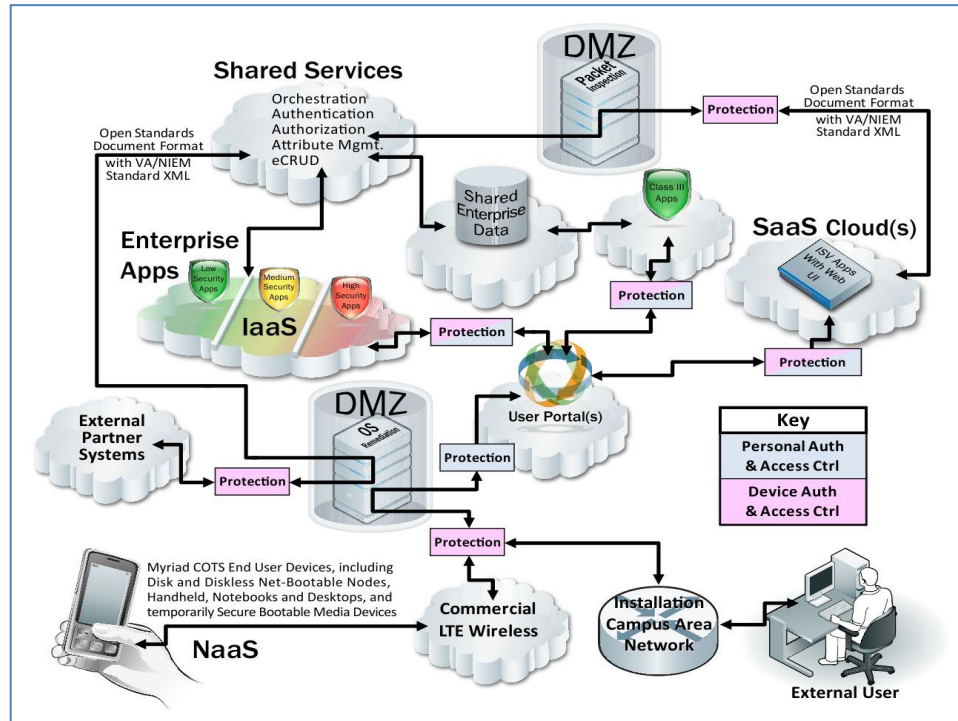 DMZ
Packet
Inspection
Shared Services
Orchestration
Authentication
Authorization
Attribute Mgmt.
eCRUD
Open Standards
Document Format
with VA/NIEM
Standard XML
Protection
Open Standards
Document Format
with VA/NIEM
Standard XML
Shared
Enterprise
Data
Class III
Apps
SaaS Cloud(s)
ISV Apps
With Web
UI
Enterprise
Apps
Low
Security
Apps
Medium
Security
Apps
High
Security
Apps
IaaS
Protection
Protection
Protection
User Portal(s)
DMZ
OS
Remediation
External
Partner
Systems
Protection
Protection
Protection
Key
Personal Auth
& Access Ctrl
Device Auth
& Access Ctrl
Myriad COTS End User Devices, including
Disk and Diskless Net-Bootable Nodes,
Handheld, Notebooks and Desktops, and
temporarily Secure Bootable Media Devices
NaaS
Commercial
LTE Wireless
Installation
Campus Area
Network
External User